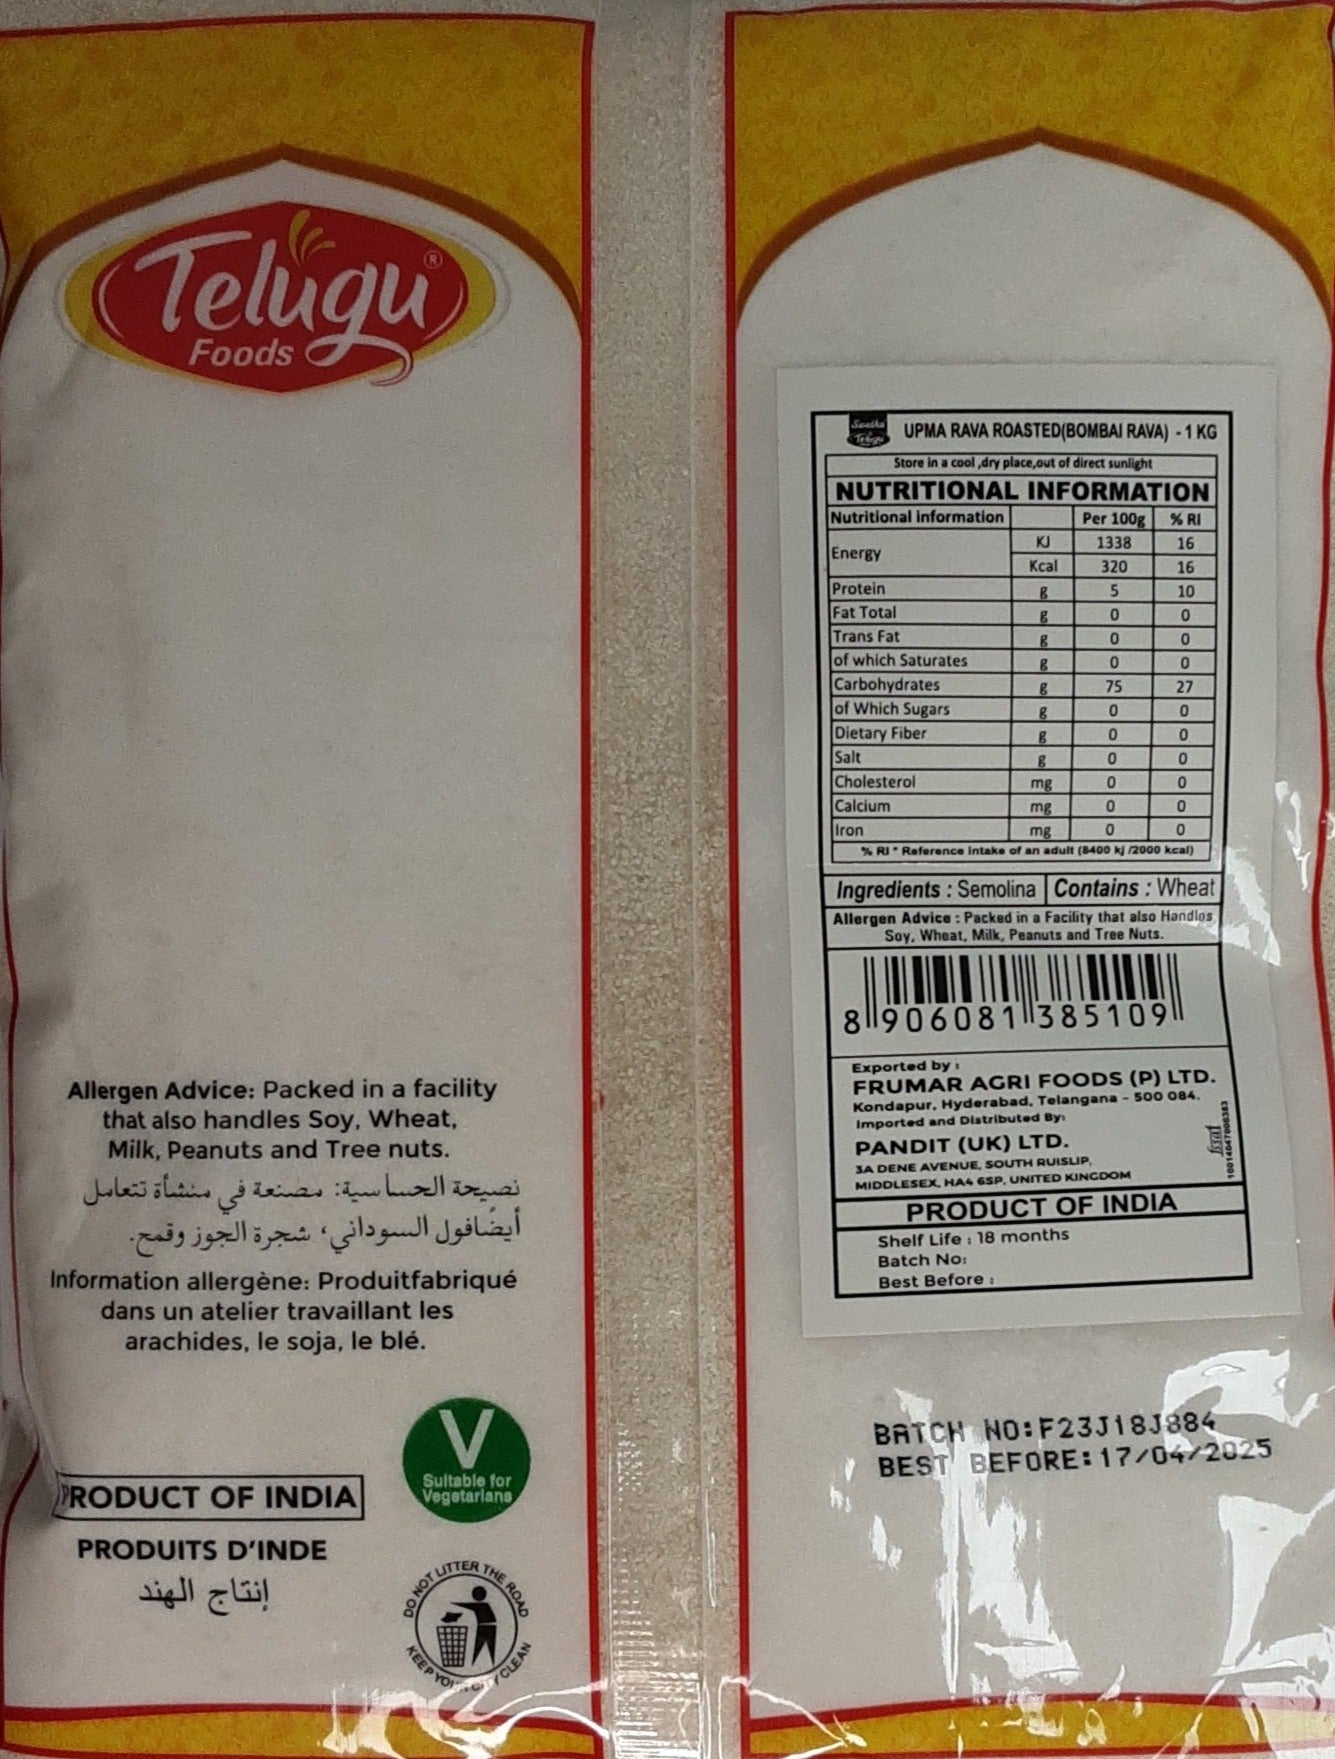 Telugu®
Foods
Allergen Advice: Packed in a facility
that also handles Soy, Wheat,
Milk, Peanuts and Tree nuts.
نصيحة الحساسية: مصنعة في منشأة تتعامل
أيضًافول السوداني، شجرة الجوز وقمح.
Information allergène: Produitfabriqué
dans un atelier travaillant les
arachides, le soja, le blé.
V
Suitable for
Vegetarians
PRODUCT OF INDIA
PRODUITS D'INDE
إنتاج الهند
DO NOT LITTER THE ROAD
KEEP YOUR CITY CLEAN
Swetha
Telugu
UPMA RAVA ROASTED(BOMBAI RAVA) - 1 KG
Store in a cool ,dry place,out of direct sunlight
NUTRITIONAL INFORMATION
Nutritional information Per 100g % RI
Energy KJ 1338 16
Kcal 320 16
Protein g 5 10
Fat Total g 0 0
Trans Fat g 0 0
of which Saturates g 0 0
Carbohydrates g 75 27
of Which Sugars g 0 0
Dietary Fiber g 0 0
Salt g 0 0
Cholesterol mg 0 0
Calcium mg 0 0
Iron mg 0 0
% RI * Reference intake of an adult (8400 kj /2000 kcal)
Ingredients : Semolina Contains : Wheat
Allergen Advice : Packed in a Facility that also Handles
Soy, Wheat, Milk, Peanuts and Tree Nuts.
8 906081 385109
Exported by :
FRUMAR AGRI FOODS (P) LTD.
Kondapur, Hyderabad, Telangana - 500 084.
Imported and Distributed By:
PANDIT (UK) LTD.
3A DENE AVENUE, SOUTH RUISLIP,
MIDDLESEX, HA4 6SP, UNITED KINGDOM
fssai
10014047000383
PRODUCT OF INDIA
Shelf Life : 18 months
Batch No:
Best Before :
BATCH NO:F23J18J884
BEST BEFORE:17/04/2025